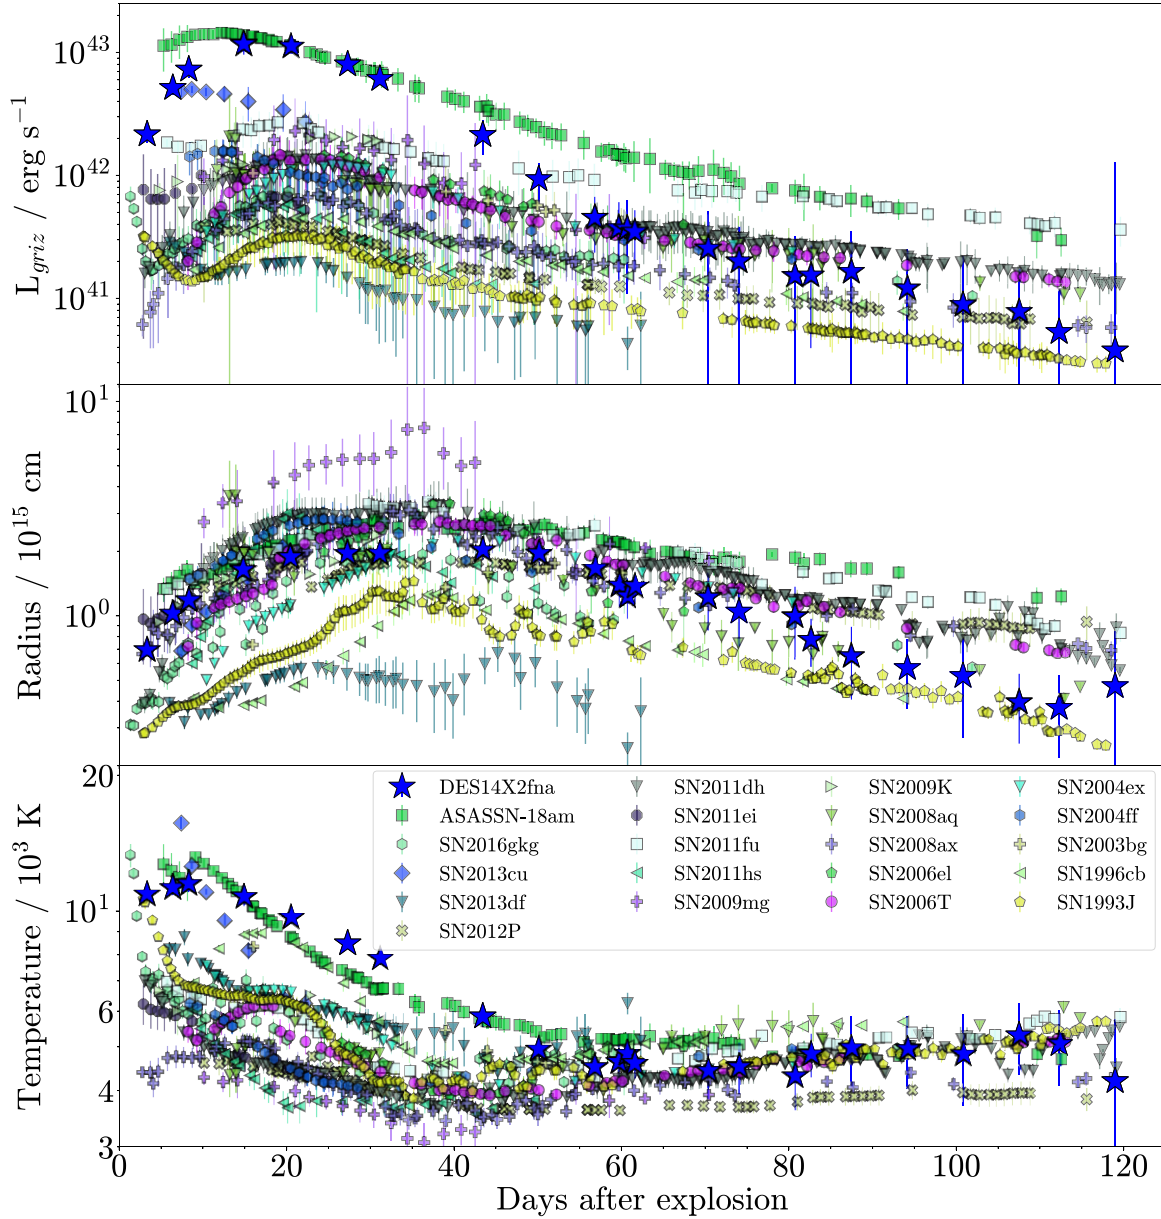 10^43
10^42
10^41
L_griz / erg s^−1
10^1
10^0
Radius / 10^15 cm
20
10
6
4
3
Temperature / 10^3 K
DES14X2fna
ASASSN-18am
SN2016gkg
SN2013cu
SN2013df
SN2012P
SN2011dh
SN2011ei
SN2011fu
SN2011hs
SN2009mg
SN2009K
SN2008aq
SN2008ax
SN2006el
SN2006T
SN2004ex
SN2004ff
SN2003bg
SN1996cb
SN1993J
0 20 40 60 80 100 120
Days after explosion